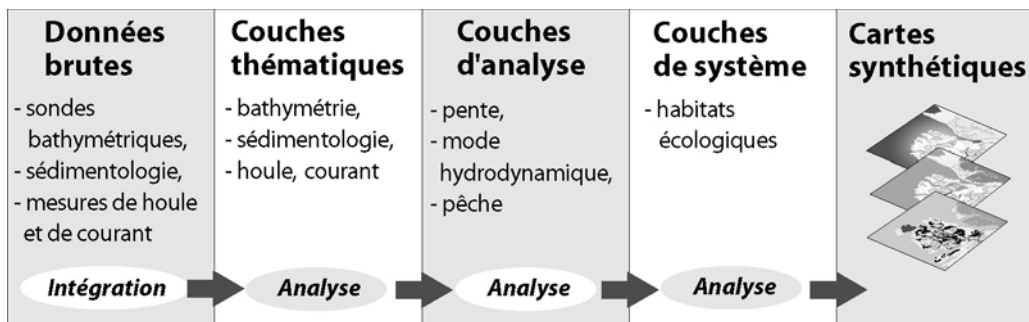 Données
brutes
- sondes
bathymétriques,
- sédimentologie,
- mesures de houle
et de courant
Intégration
Couches
thématiques
- bathymétrie,
- sédimentologie,
- houle, courant
Analyse
Couches
d'analyse
- pente,
- mode
hydrodynamique,
- pêche
Analyse
Couches
de système
- habitats
écologiques
Analyse
Cartes
synthétiques